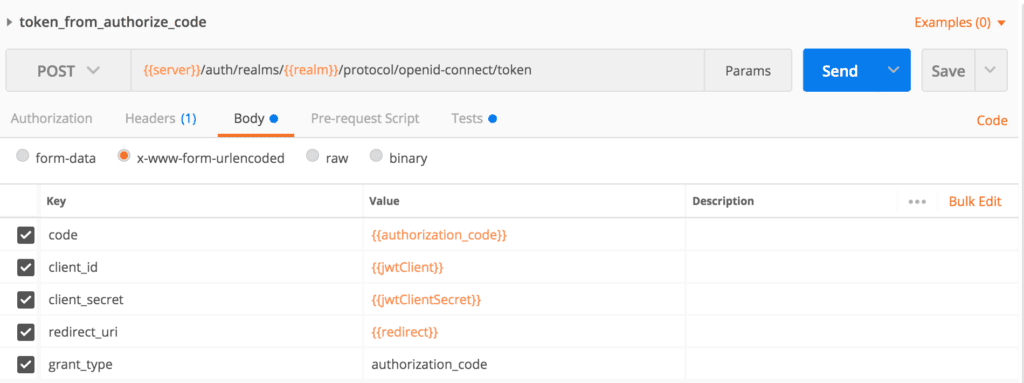 token_from_authorize_code Examples (0)
POST {{server}}/auth/realms/{{realm}}/protocol/openid-connect/token Params Send Save
Authorization Headers (1) Body Pre-request Script Tests Code
form-data x-www-form-urlencoded raw binary
Key Value Description ••• Bulk Edit
code {{authorization_code}}
client_id {{jwtClient}}
client_secret {{jwtClientSecret}}
redirect_uri {{redirect}}
grant_type authorization_code